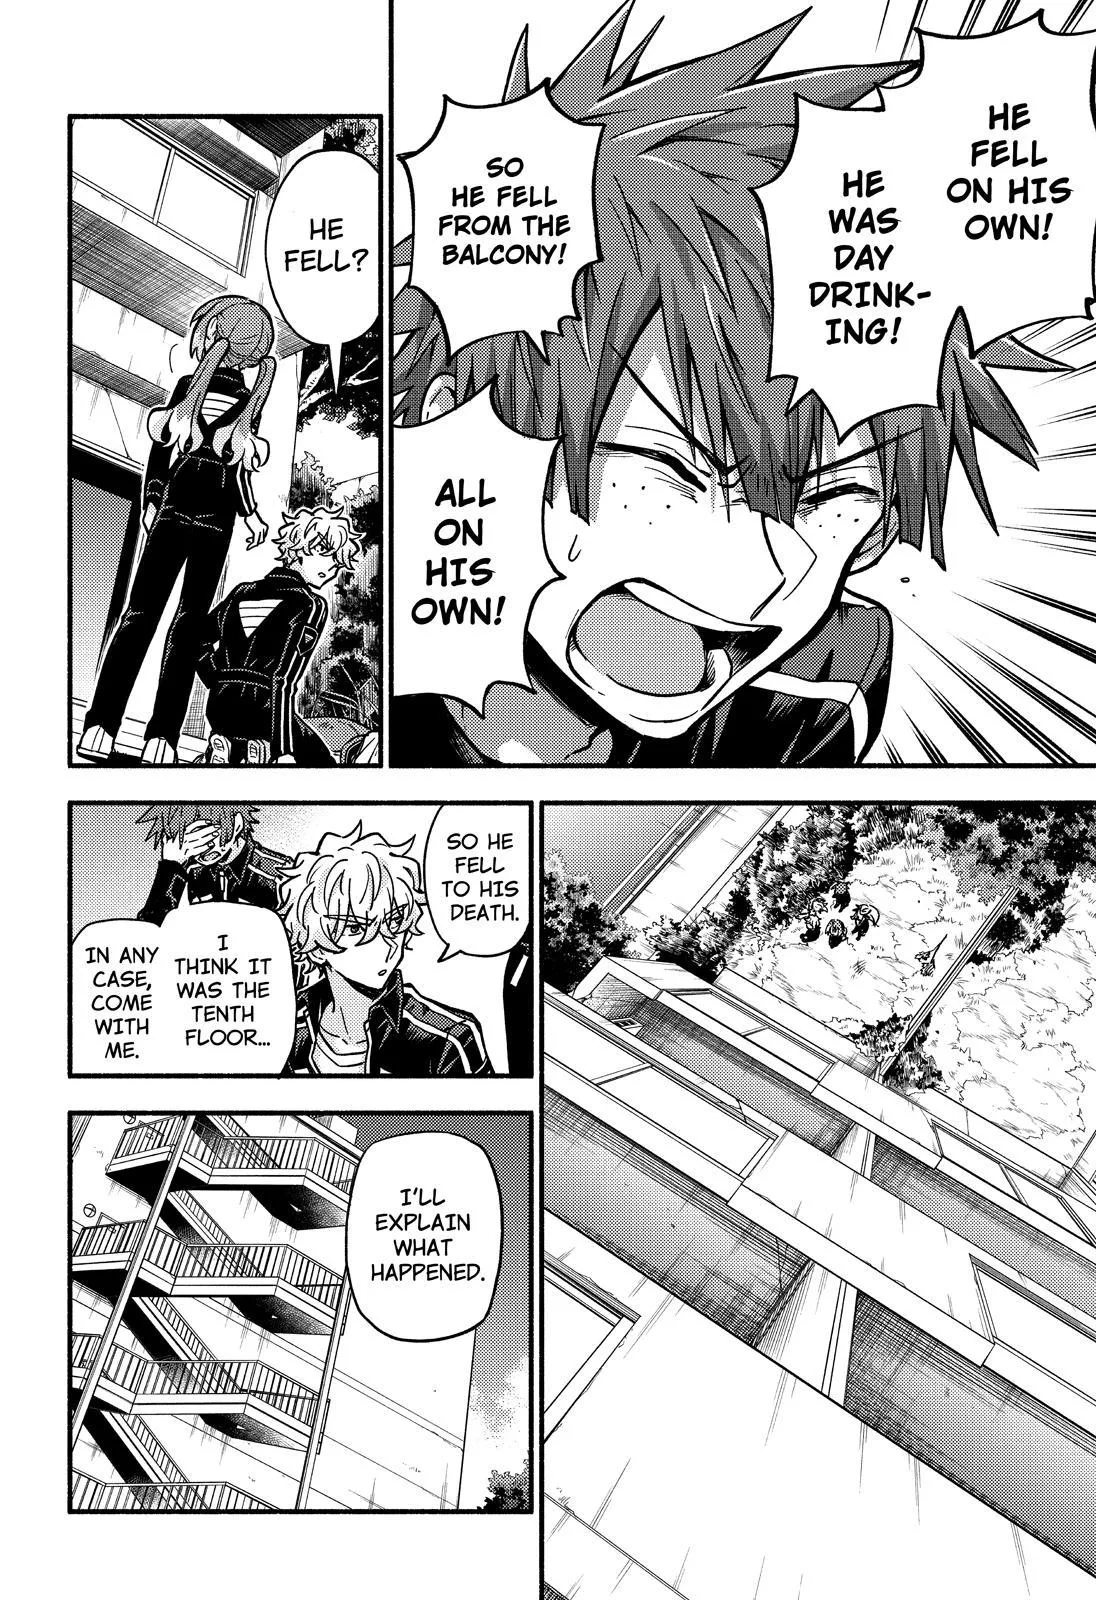 HE
FELL
ON HIS
OWN!
HE
WAS
DAY
DRINK-
ING!
SO
HE FELL
FROM THE
BALCONY!
ALL
ON
HIS
OWN!
HE
FELL?
SO HE
FELL
TO HIS
DEATH.
I
THINK IT
WAS THE
TENTH
FLOOR...
IN ANY
CASE,
COME
WITH
ME.
I'LL
EXPLAIN
WHAT
HAPPENED.